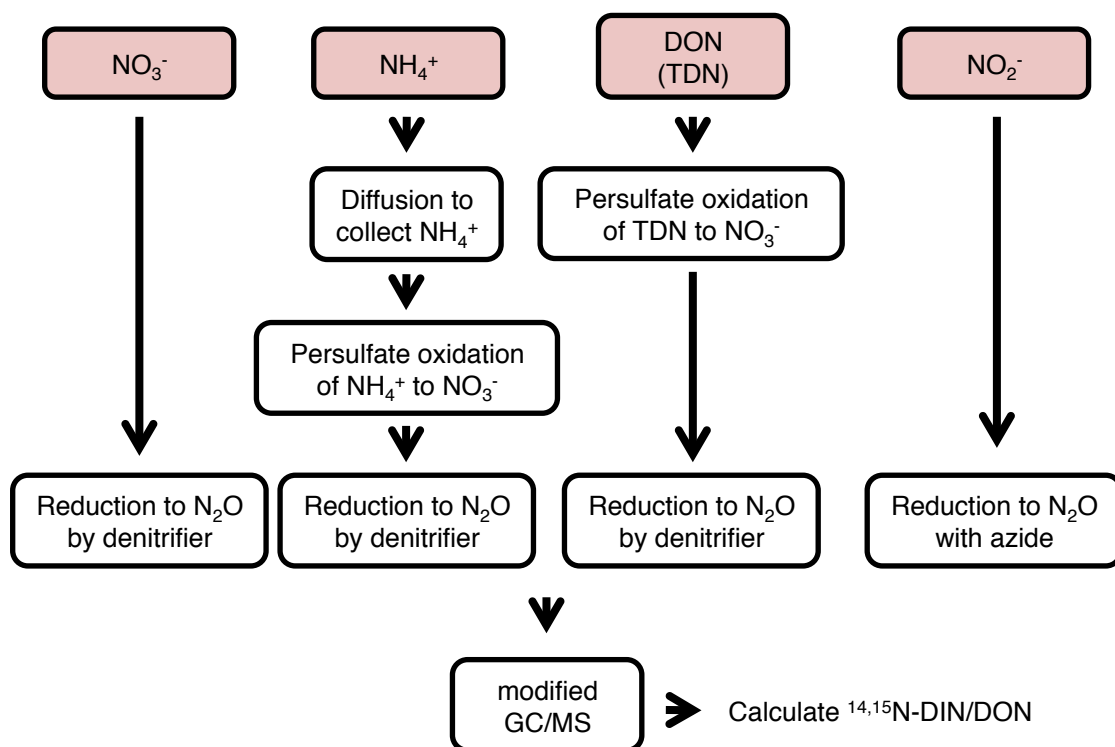 NO₃⁻
NH₄⁺
DON
(TDN)
NO₂⁻
Diffusion to
collect NH₄⁺
Persulfate oxidation
of TDN to NO₃⁻
Persulfate oxidation
of NH₄⁺ to NO₃⁻
Reduction to N₂O
by denitrifier
Reduction to N₂O
by denitrifier
Reduction to N₂O
by denitrifier
Reduction to N₂O
with azide
modified
GC/MS
Calculate ¹⁴,¹⁵N-DIN/DON